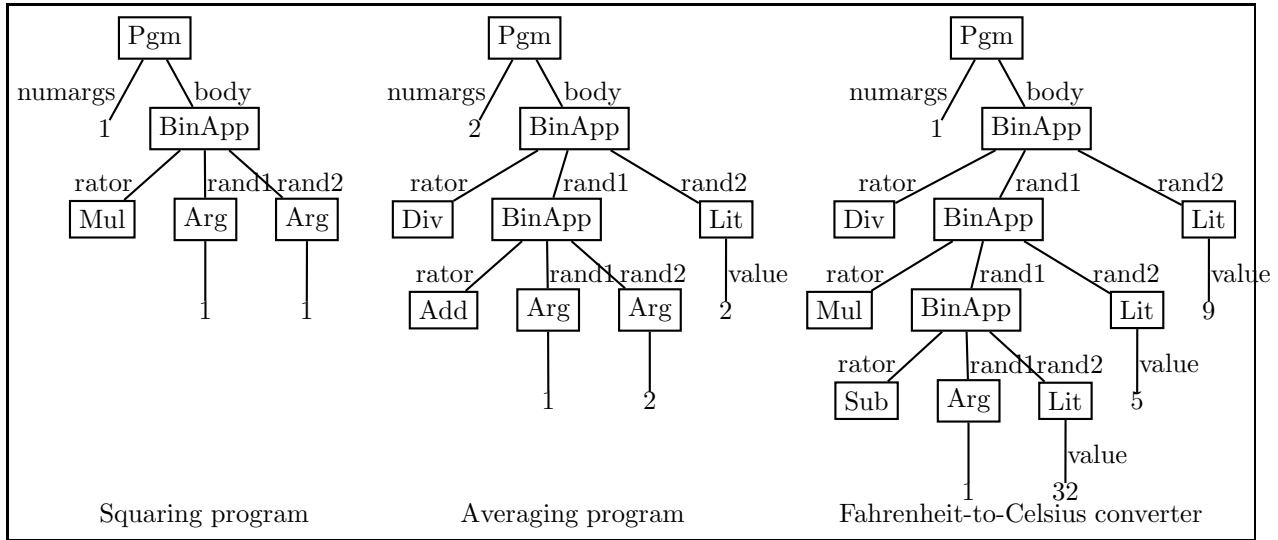 Pgm Pgm Pgm
numargs body numargs body numargs body
1 BinApp 2 BinApp 1 BinApp
rator rand1 rand2 rator rand1 rand2 rator rand1 rand2
Mul Arg Arg Div BinApp Lit Div BinApp Lit
rator rand1 rand2 value rator rand1 rand2 value
1 1 Add Arg Arg 2 Mul BinApp Lit 9
rator rand1 rand2 value
1 2 Sub Arg Lit 5
value
1 32
Squaring program Averaging program Fahrenheit-to-Celsius converter